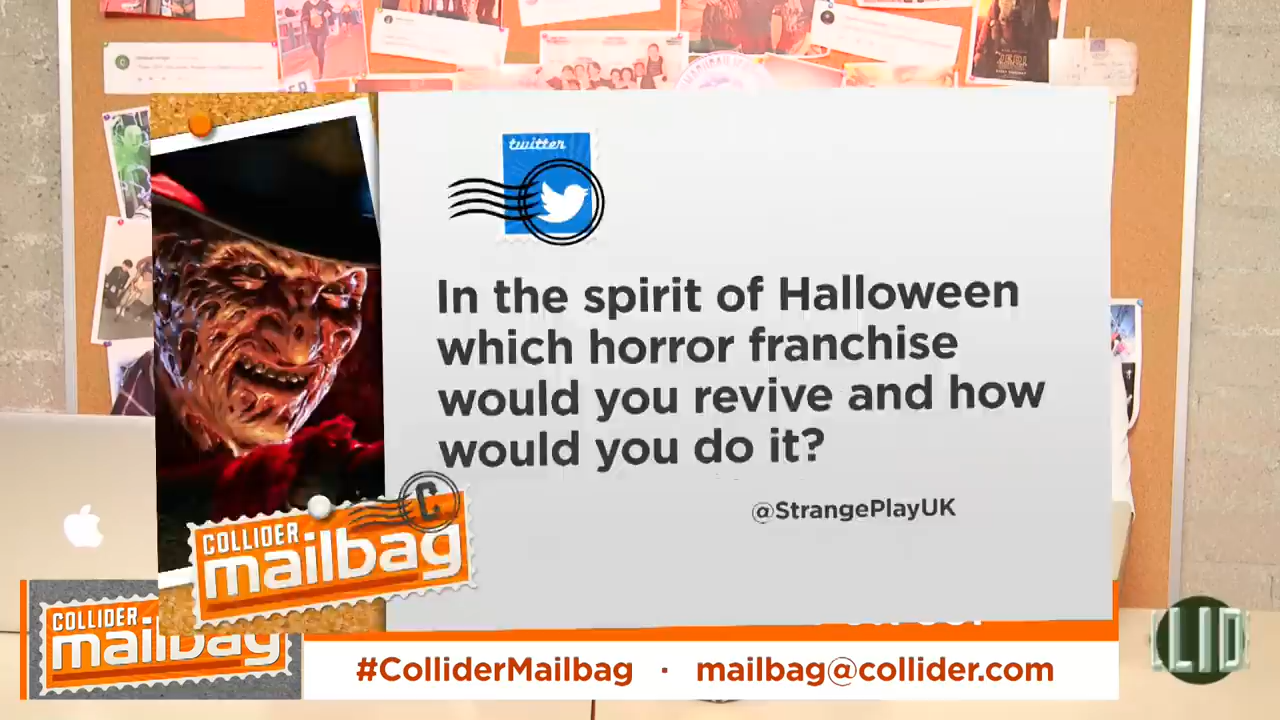 twitter
In the spirit of Halloween
which horror franchise
would you revive and how
would you do it?
@StrangePlayUK
COLLIDER
mailbag
COLLIDER
mailbag
#ColliderMailbag · mailbag@collider.com